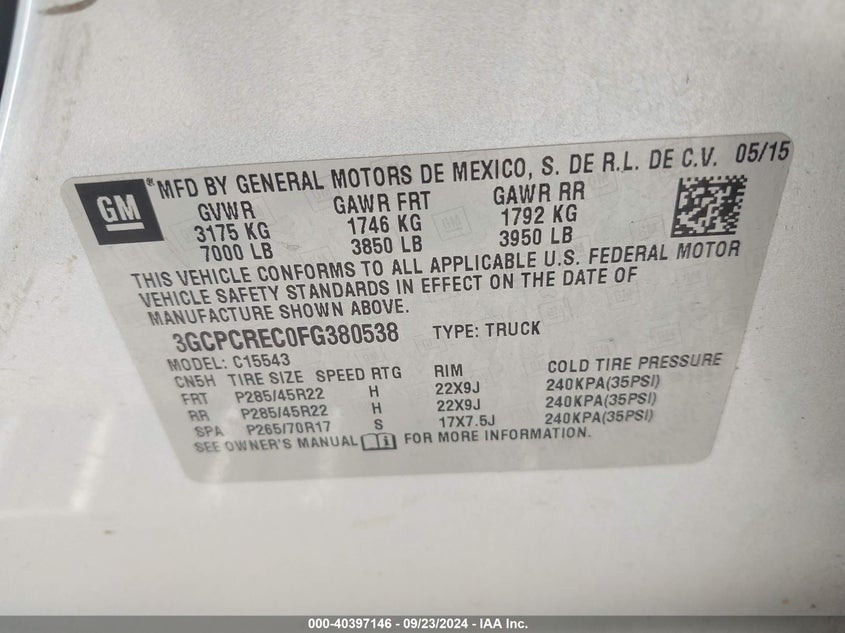 GM ® MFD BY GENERAL MOTORS DE MEXICO, S. DE R.L. DE C.V. 05/15
GVWR GAWR FRT GAWR RR
3175 KG 1746 KG 1792 KG
7000 LB 3850 LB 3950 LB
THIS VEHICLE CONFORMS TO ALL APPLICABLE U.S. FEDERAL MOTOR
VEHICLE SAFETY STANDARDS IN EFFECT ON THE DATE OF
MANUFACTURE SHOWN ABOVE.
3GCPCREC0FG380538 TYPE: TRUCK
MODEL: C15543
CN5H TIRE SIZE SPEED RTG RIM COLD TIRE PRESSURE
FRT P285/45R22 H 22X9J 240KPA(35PSI)
RR P285/45R22 H 22X9J 240KPA(35PSI)
SPA P265/70R17 S 17X7.5J 240KPA(35PSI)
SEE OWNER'S MANUAL FOR MORE INFORMATION.
000-40397146 - 09/23/2024 - IAA Inc.